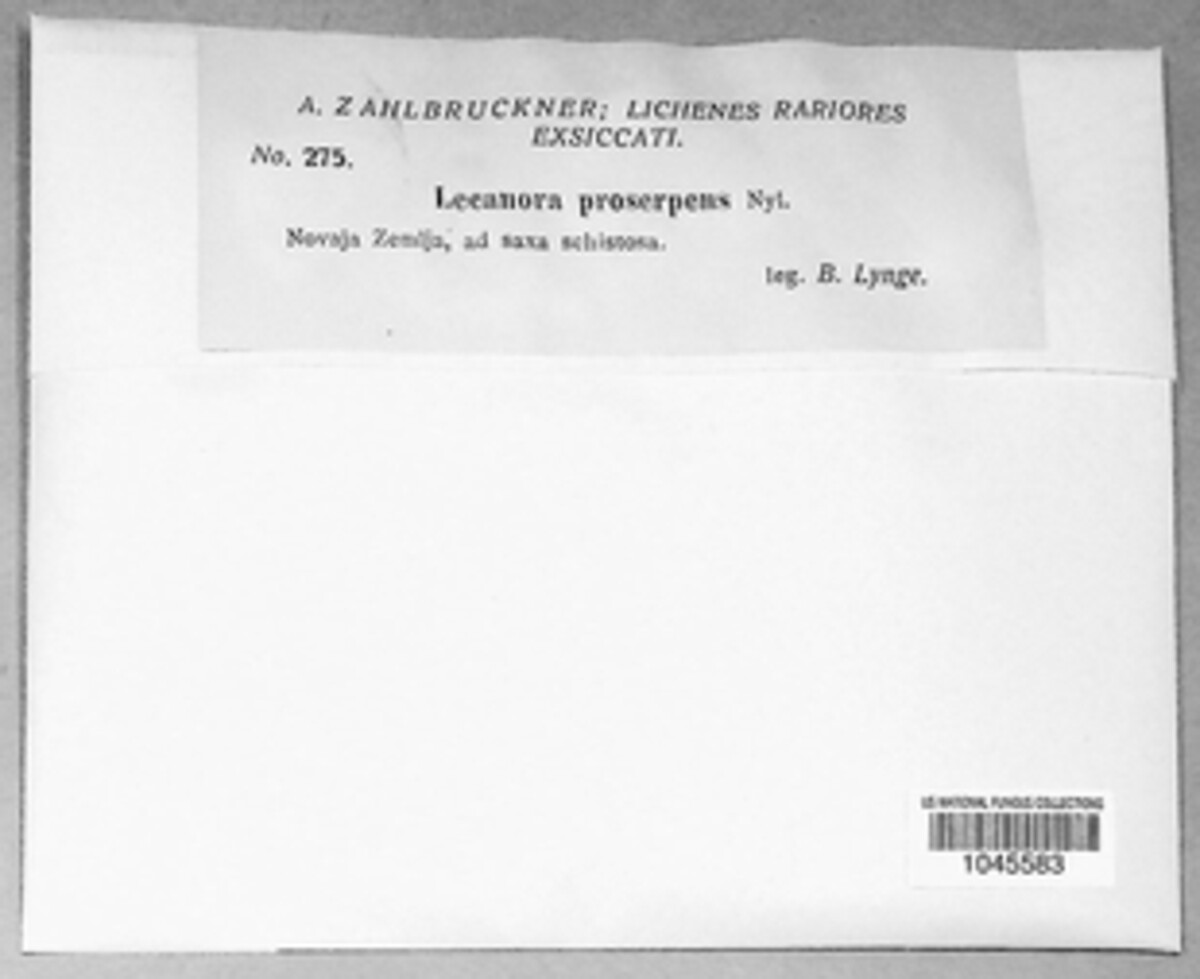 A. ZAHLBRUCKNER; LICHENES RARIORES
EXSICCATI.
No. 275.
Lecanora proserpens Nyl.
Novaja Zemlja, ad saxa schistosa.
leg. B. Lynge.
US NATIONAL FUNGUS COLLECTIONS
1045583